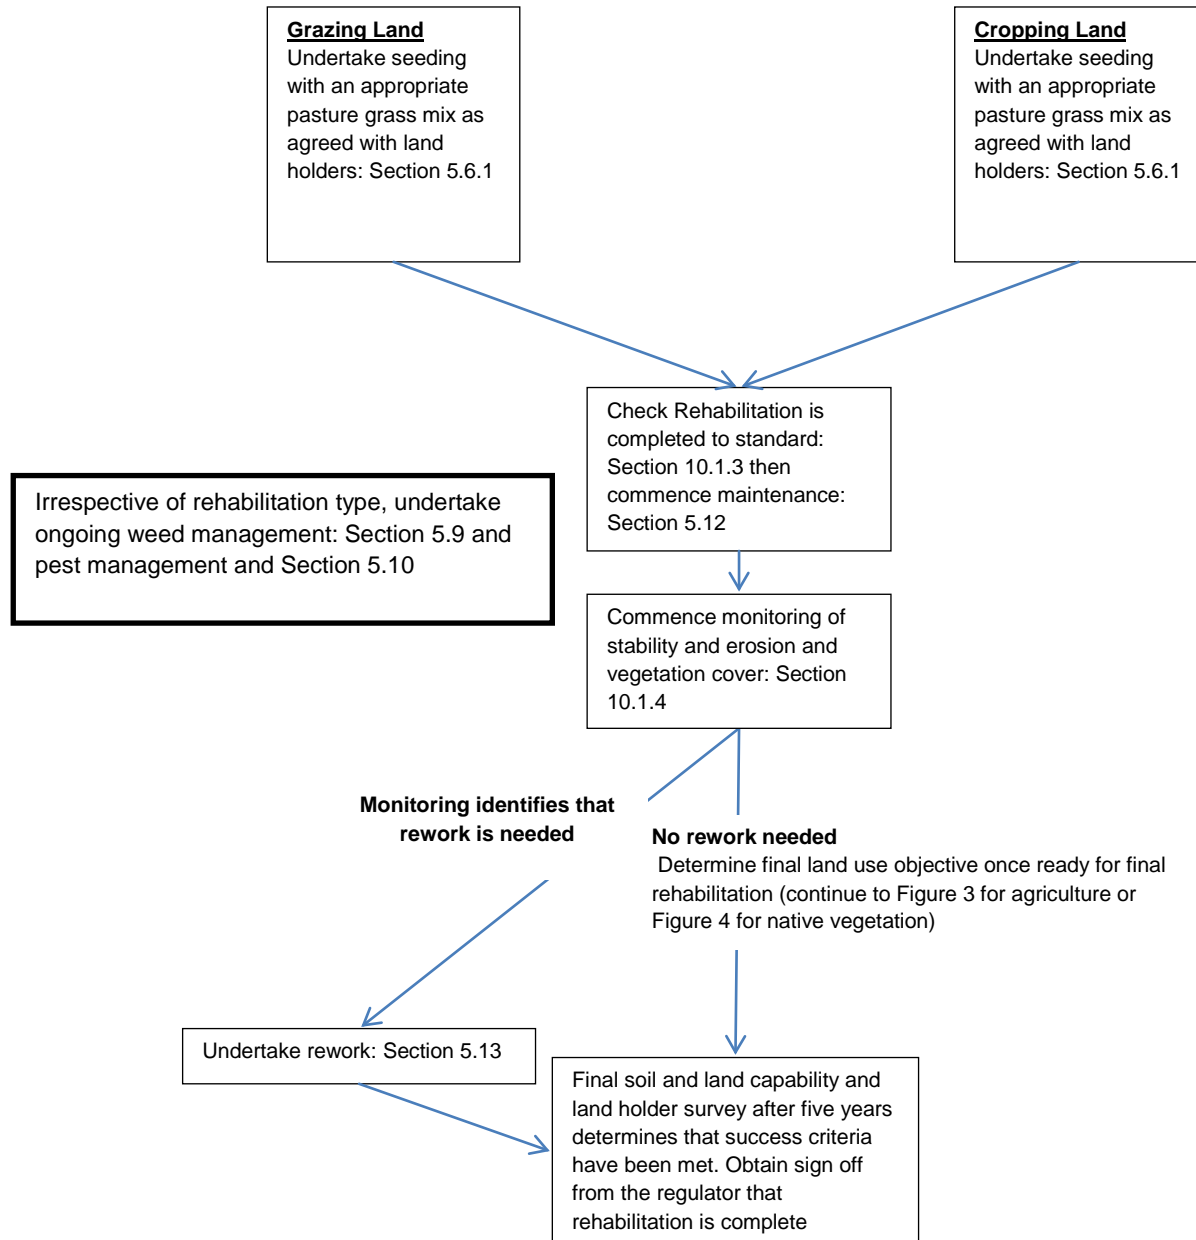 Grazing Land
Undertake seeding
with an appropriate
pasture grass mix as
agreed with land
holders: Section 5.6.1
Cropping Land
Undertake seeding
with an appropriate
pasture grass mix as
agreed with land
holders: Section 5.6.1
Check Rehabilitation is
completed to standard:
Section 10.1.3 then
commence maintenance:
Section 5.12
Irrespective of rehabilitation type, undertake
ongoing weed management: Section 5.9 and
pest management and Section 5.10
Commence monitoring of
stability and erosion and
vegetation cover: Section
10.1.4
Monitoring identifies that
rework is needed
No rework needed
Determine final land use objective once ready for final
rehabilitation (continue to Figure 3 for agriculture or
Figure 4 for native vegetation)
Undertake rework: Section 5.13
Final soil and land capability and
land holder survey after five years
determines that success criteria
have been met. Obtain sign off
from the regulator that
rehabilitation is complete